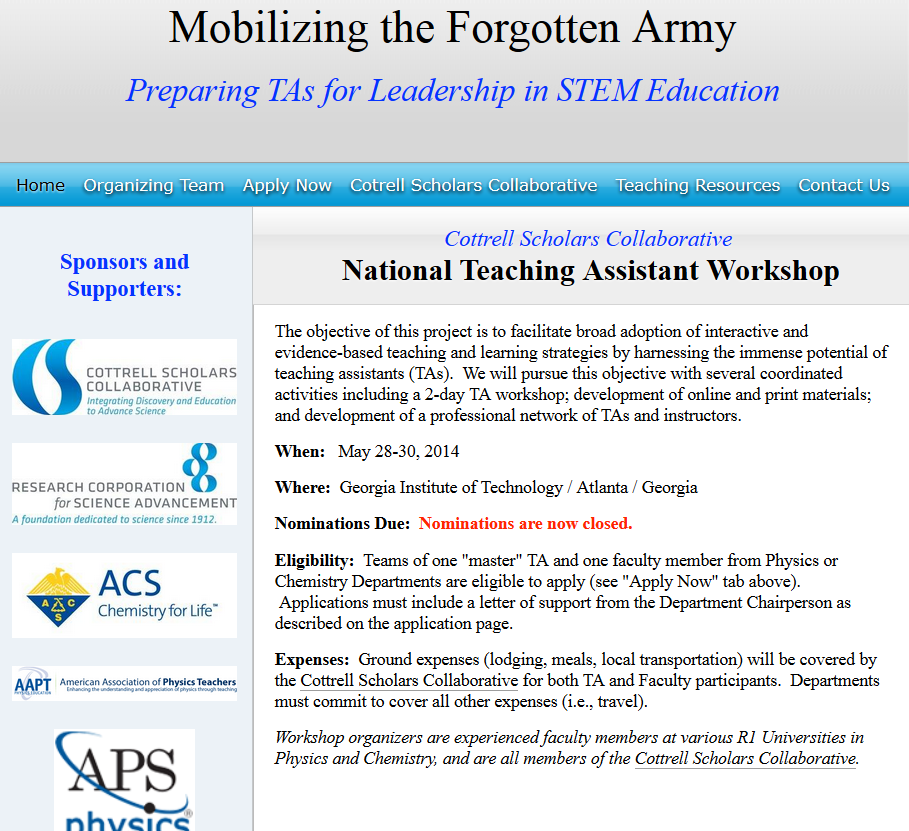 Mobilizing the Forgotten Army
Preparing TAs for Leadership in STEM Education
Home Organizing Team Apply Now Cotrell Scholars Collaborative Teaching Resources Contact Us
Sponsors and
Supporters:
COTTRELL SCHOLARS
COLLABORATIVE
Integrating Discovery and Education
to Advance Science
RESEARCH CORPORATION
for SCIENCE ADVANCEMENT
A foundation dedicated to science since 1912.
ACS
Chemistry for Life™
A C S
AAPT
PHYSICS EDUCATION
American Association of Physics Teachers
Enhancing the understanding and appreciation of physics through teaching
APS
physics®
Cottrell Scholars Collaborative
National Teaching Assistant Workshop
The objective of this project is to facilitate broad adoption of interactive and
evidence-based teaching and learning strategies by harnessing the immense potential of
teaching assistants (TAs). We will pursue this objective with several coordinated
activities including a 2-day TA workshop; development of online and print materials;
and development of a professional network of TAs and instructors.
When: May 28-30, 2014
Where: Georgia Institute of Technology / Atlanta / Georgia
Nominations Due: Nominations are now closed.
Eligibility: Teams of one "master" TA and one faculty member from Physics or
Chemistry Departments are eligible to apply (see "Apply Now" tab above).
Applications must include a letter of support from the Department Chairperson as
described on the application page.
Expenses: Ground expenses (lodging, meals, local transportation) will be covered by
the Cottrell Scholars Collaborative for both TA and Faculty participants. Departments
must commit to cover all other expenses (i.e., travel).
Workshop organizers are experienced faculty members at various R1 Universities in
Physics and Chemistry, and are all members of the Cottrell Scholars Collaborative.